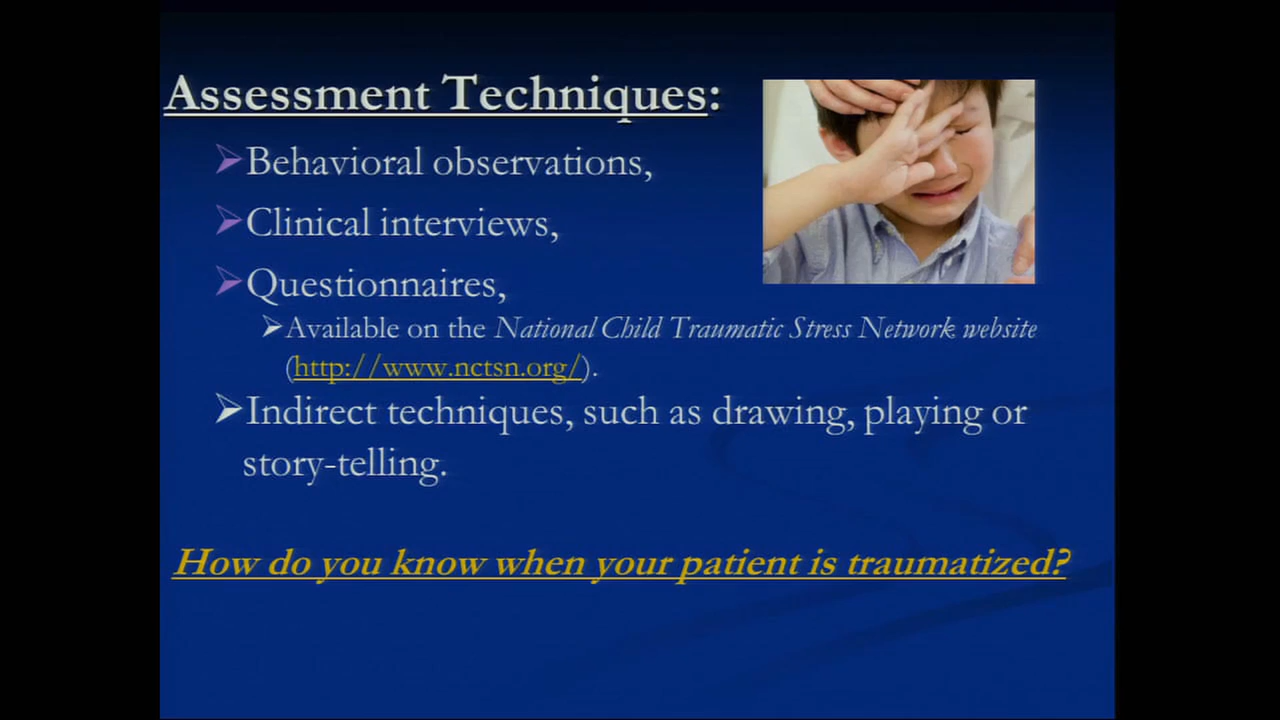 Assessment Techniques:
Behavioral observations,
Clinical interviews,
Questionnaires,
Available on the National Child Traumatic Stress Network website
(http://www.nctsn.org/).
Indirect techniques, such as drawing, playing or
story-telling.
How do you know when your patient is traumatized?